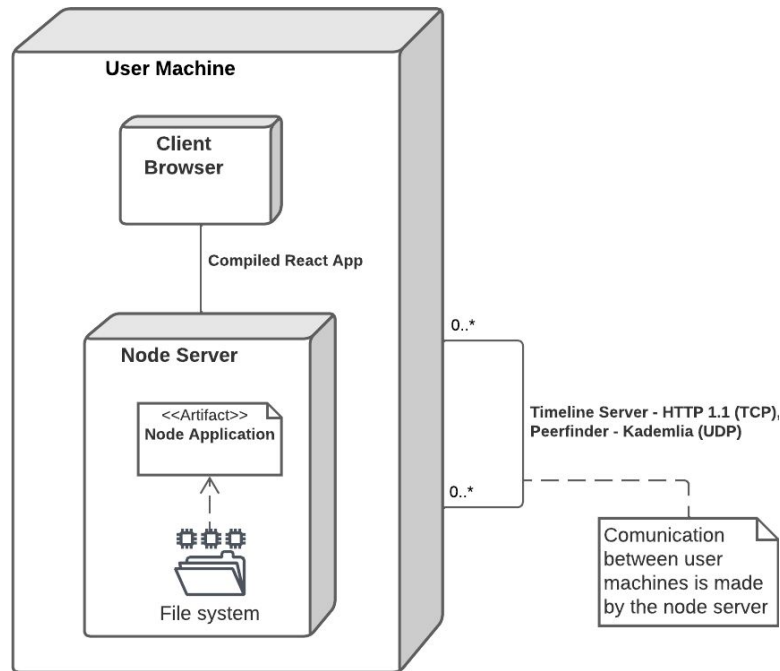 User Machine
Client
Browser
Compiled React App
Node Server
<<Artifact>>
Node Application
File system
0..*
0..*
Timeline Server - HTTP 1.1 (TCP),
Peerfinder - Kademlia (UDP)
Comunication
between user
machines is made
by the node server